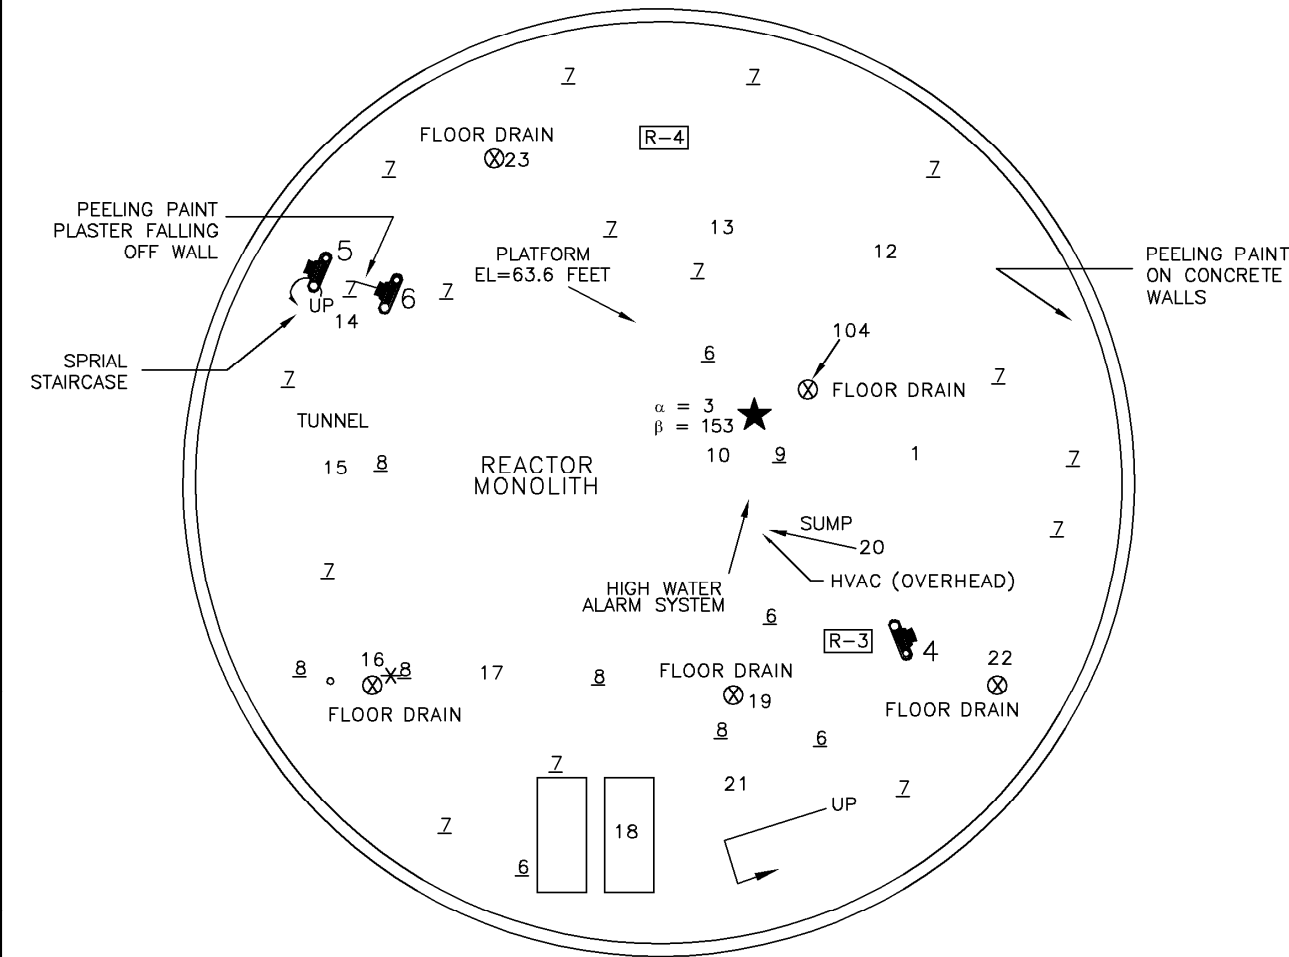 7
7
FLOOR DRAIN
23
R-4
7
7
PEELING PAINT
PLASTER FALLING
OFF WALL
7
13
12
PLATFORM
EL=63.6 FEET
7
PEELING PAINT
ON CONCRETE
WALLS
5
7
6
7
UP
14
104
6
SPRIAL
STAIRCASE
7
FLOOR DRAIN
7
α = 3
β = 153
TUNNEL
15
8
REACTOR
MONOLITH
10
9
1
7
SUMP
20
7
7
HVAC (OVERHEAD)
HIGH WATER
ALARM SYSTEM
6
R-3
4
8
16
8
17
8
FLOOR DRAIN
19
22
FLOOR DRAIN
FLOOR DRAIN
8
6
7
21
7
UP
7
18
6